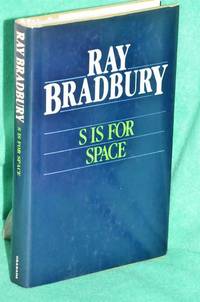 RAY
BRADBURY
S IS FOR
SPACE
RAY BRADBURY
S IS FOR SPACE